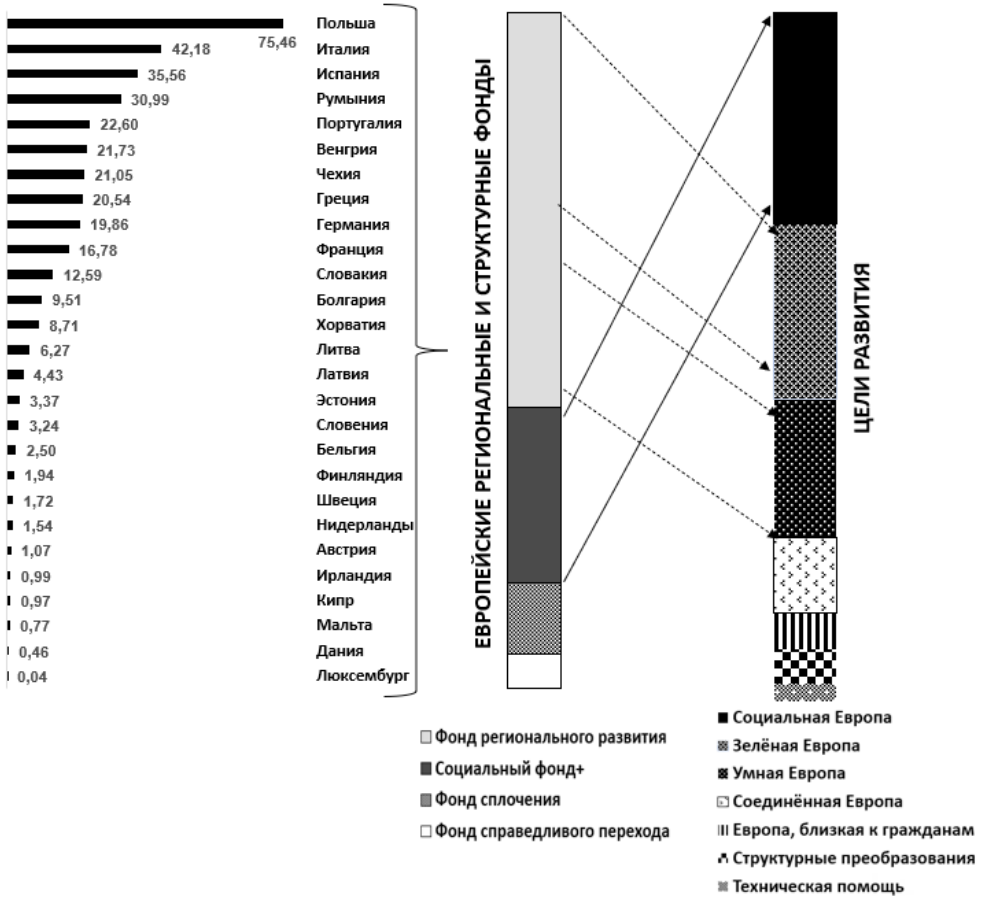 Польша
75,46
Италия
42,18
Испания
35,56
Румыния
30,99
Португалия
22,60
Венгрия
21,73
Чехия
21,05
Греция
20,54
Германия
19,86
Франция
16,78
Словакия
12,59
Болгария
9,51
Хорватия
8,71
Литва
6,27
Латвия
4,43
Эстония
3,37
Словения
3,24
Бельгия
2,50
Финляндия
1,94
Швеция
1,72
Нидерланды
1,54
Австрия
1,07
Ирландия
0,99
Кипр
0,97
Мальта
0,77
Дания
0,46
Люксембург
0,04
ЕВРОПЕЙСКИЕ РЕГИОНАЛЬНЫЕ И СТРУКТУРНЫЕ ФОНДЫ
ЦЕЛИ РАЗВИТИЯ
Фонд регионального развития
Социальный фонд+
Фонд сплочения
Фонд справедливого перехода
Социальная Европа
Зелёная Европа
Умная Европа
Соединённая Европа
Европа, близкая к гражданам
Структурные преобразования
Техническая помощь